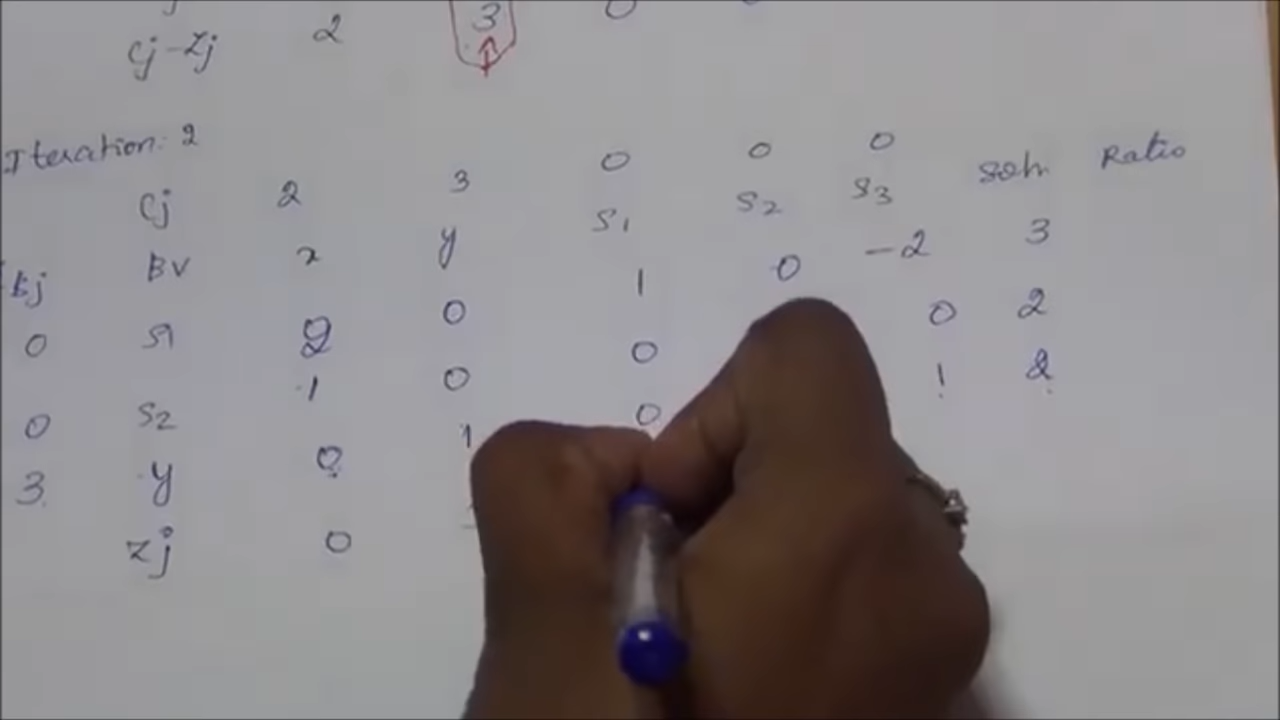 Cj-Zj 2 3 0
Iteration: 2
Cj 2 3 0 0 0 Soln Ratio
Bj BV x y S1 S2 S3
0 S1 2 0 1 0 -2 3
0 S2 1 0 0 0 2
3 y 0 1 0 1 2
Zj 0